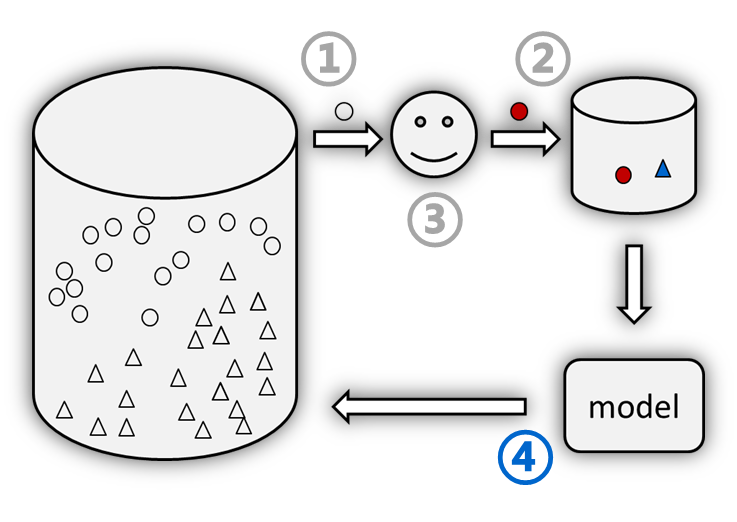 ① ②
③
model
④